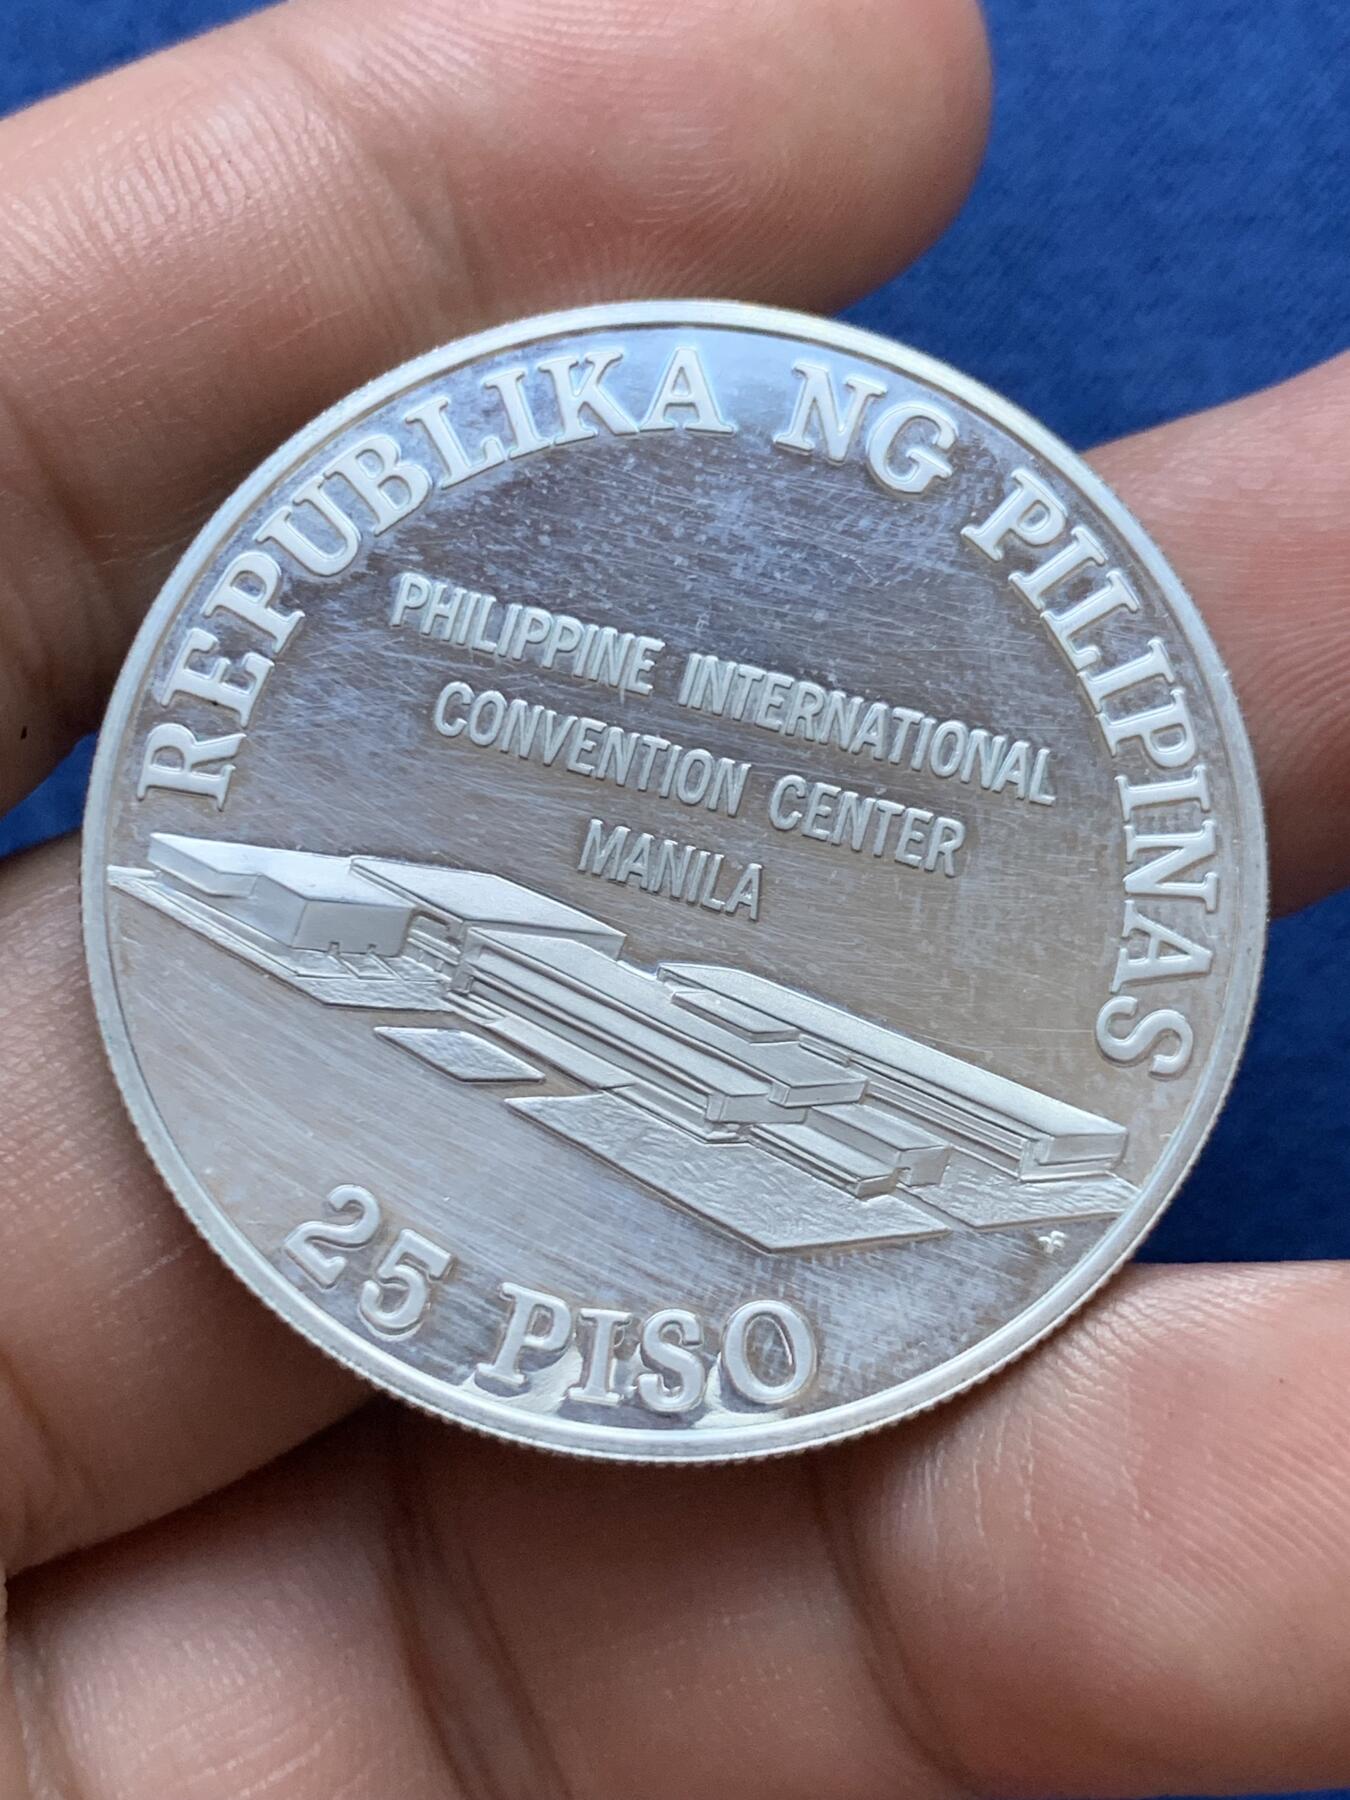 REPUBLIKA NG PILIPINAS
PHILIPPINE INTERNATIONAL
CONVENTION CENTER
MANILA
25 PISO